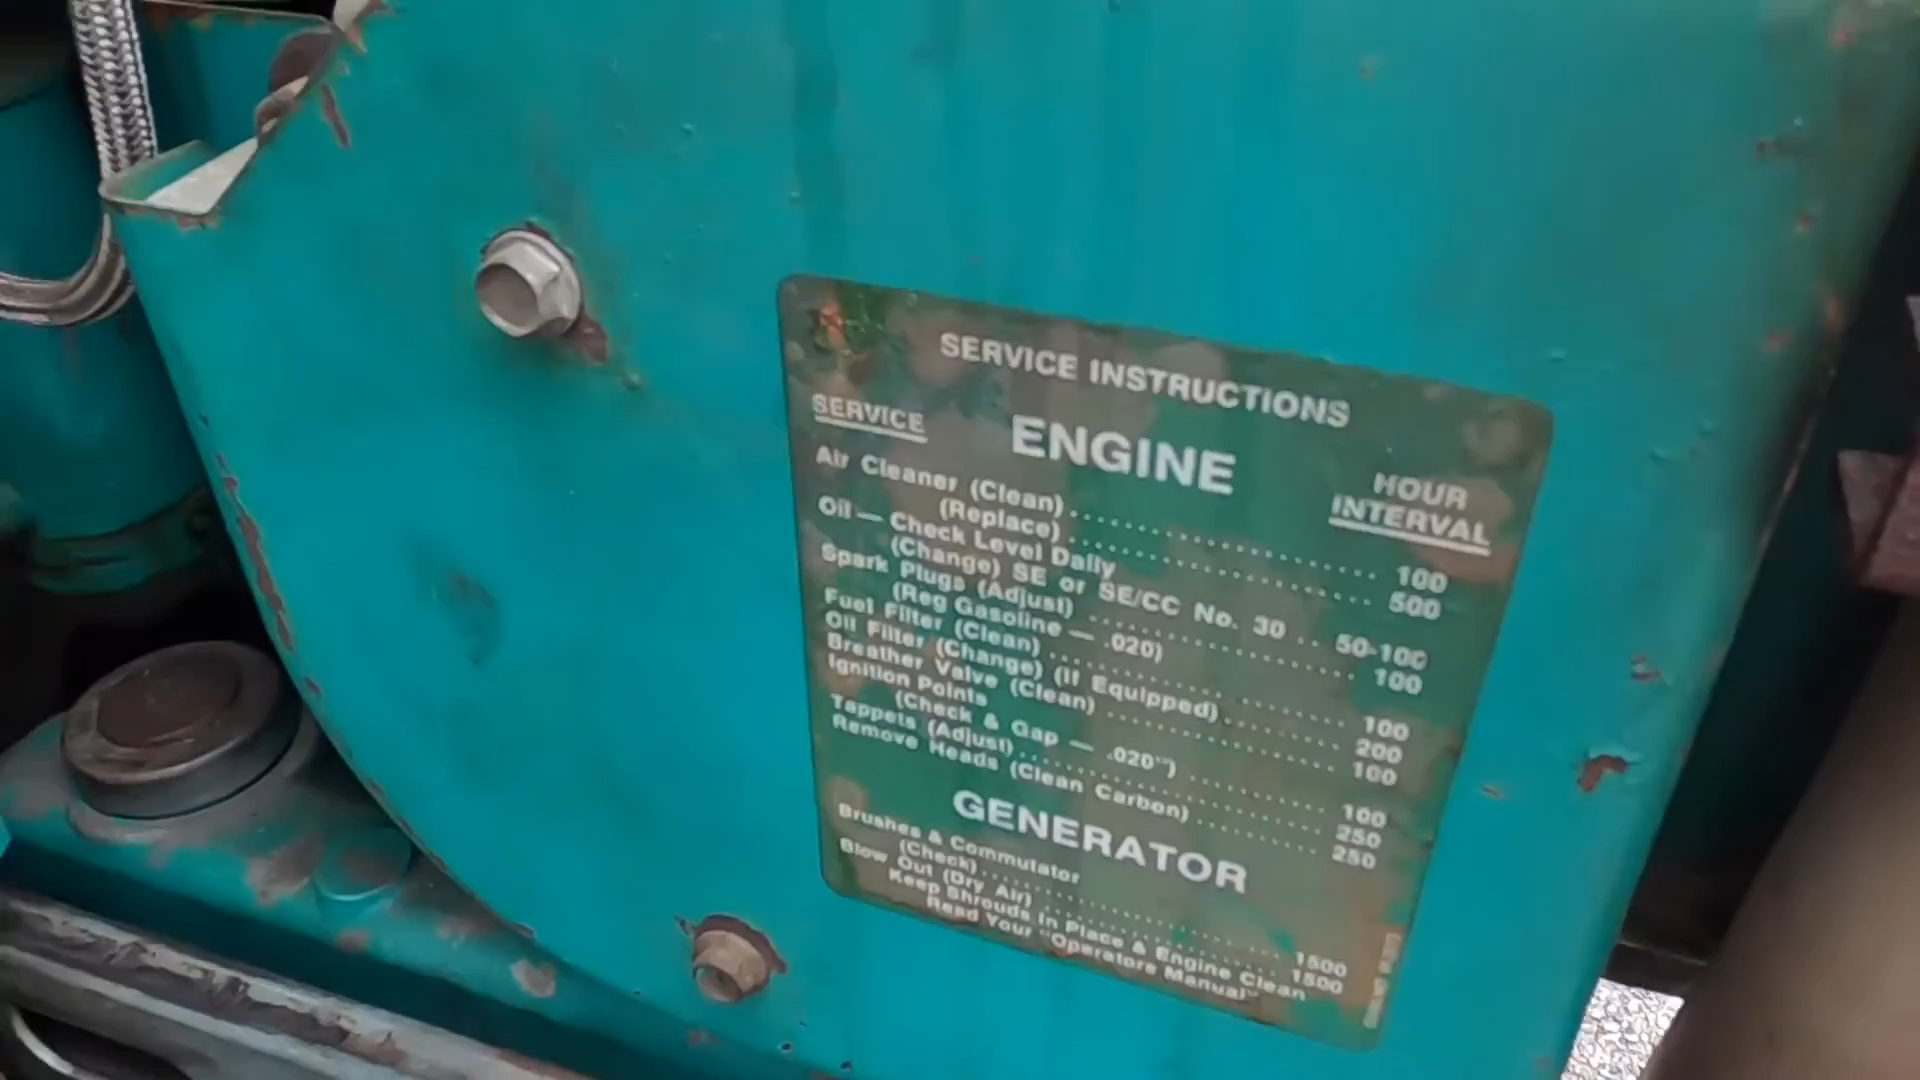 SERVICE INSTRUCTIONS
SERVICE
ENGINE
HOUR
INTERVAL
Air Cleaner (Clean) .......................... 100
(Replace) .......................... 500
Oil — Check Level Daily
(Change) SE or SE/CC No. 30 .. 50-100
Spark Plugs (Adjust) .......................... 100
(Reg Gasoline — .020)
Fuel Filter (Clean) .......................... 100
Oil Filter (Change) (If Equipped) .............. 200
Breather Valve (Clean) .................... 100
Ignition Points
(Check & Gap — .020") .............. 100
Tappets (Adjust) .......................... 250
Remove Heads (Clean Carbon) ............ 250
GENERATOR
Brushes & Commutator
(Check) .......................... 1500
Blow Out (Dry Air) .......................... 1500
Keep Shrouds In Place & Engine Clean
Read Your "Operators Manual"